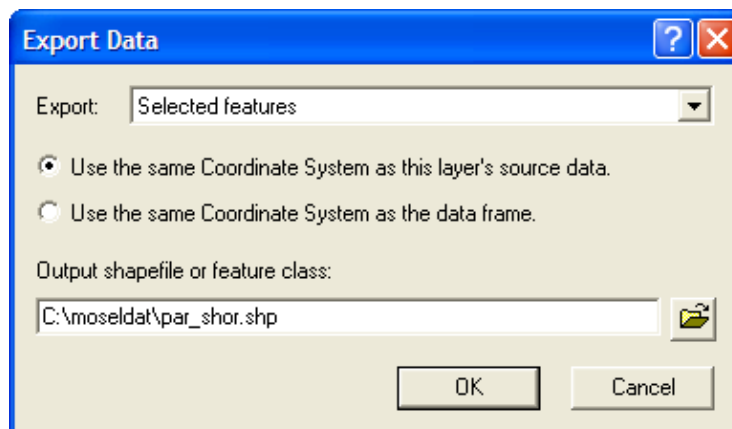 Export Data
Export: Selected features
Use the same Coordinate System as this layer's source data.
Use the same Coordinate System as the data frame.
Output shapefile or feature class:
C:\moseldat\par_shor.shp
OK Cancel